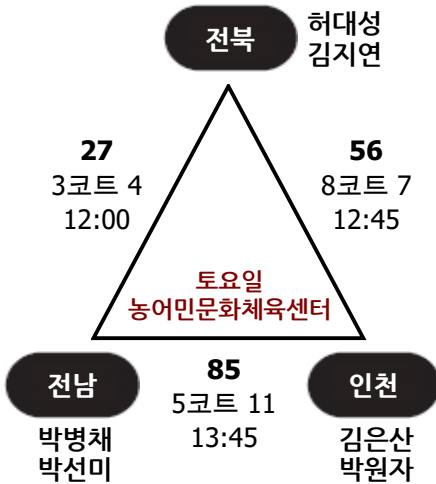 전북
허대성
김지연
27
3코트 4
12:00
56
8코트 7
12:45
토요일
농어민문화체육센터
전남
박병채
박선미
85
5코트 11
13:45
인천
김은산
박원자